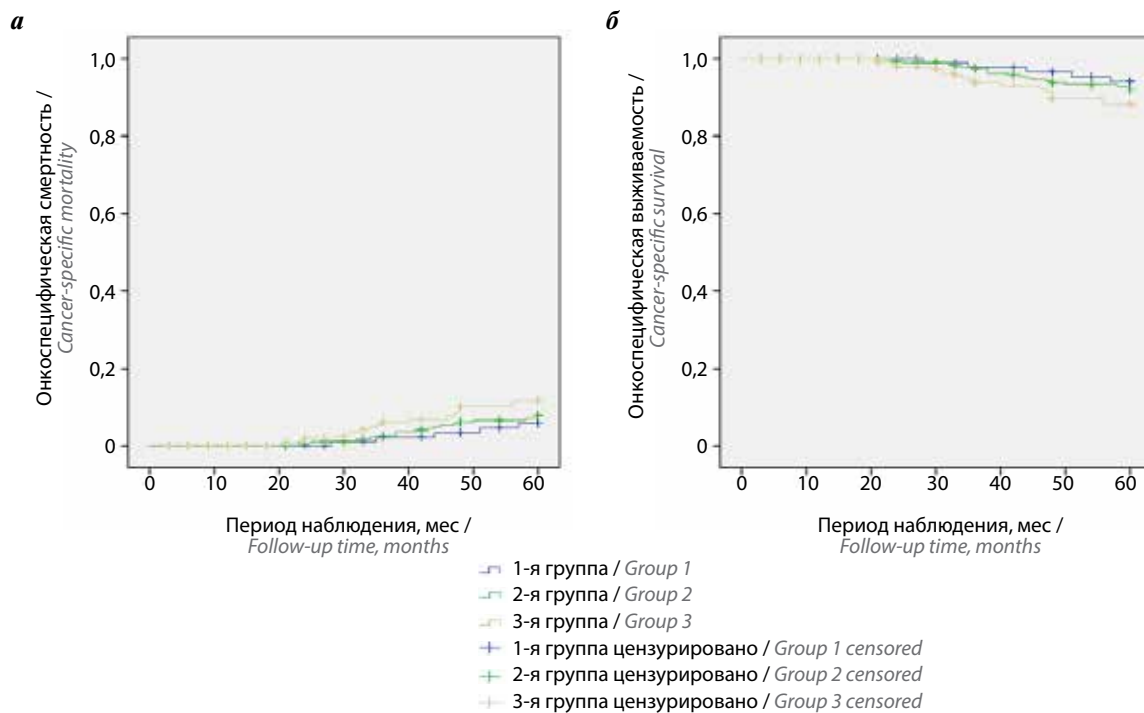 а
Онкоспецифическая смертность /
Cancer-specific mortality
1,0
0,8
0,6
0,4
0,2
0
0 10 20 30 40 50 60
Период наблюдения, мес /
Follow-up time, months
б
Онкоспецифическая выживаемость /
Cancer-specific survival
1,0
0,8
0,6
0,4
0,2
0
0 10 20 30 40 50 60
Период наблюдения, мес /
Follow-up time, months
1-я группа / Group 1
2-я группа / Group 2
3-я группа / Group 3
1-я группа цензурировано / Group 1 censored
2-я группа цензурировано / Group 2 censored
3-я группа цензурировано / Group 3 censored